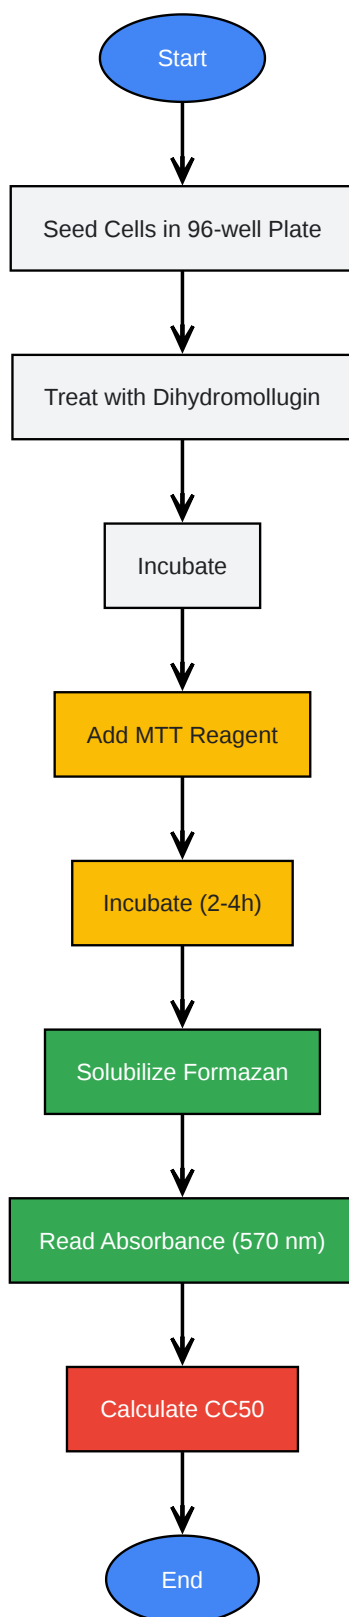 Start
Seed Cells in 96-well Plate
Treat with Dihydromollugin
Incubate
Add MTT Reagent
Incubate (2-4h)
Solubilize Formazan
Read Absorbance (570 nm)
Calculate CC50
End